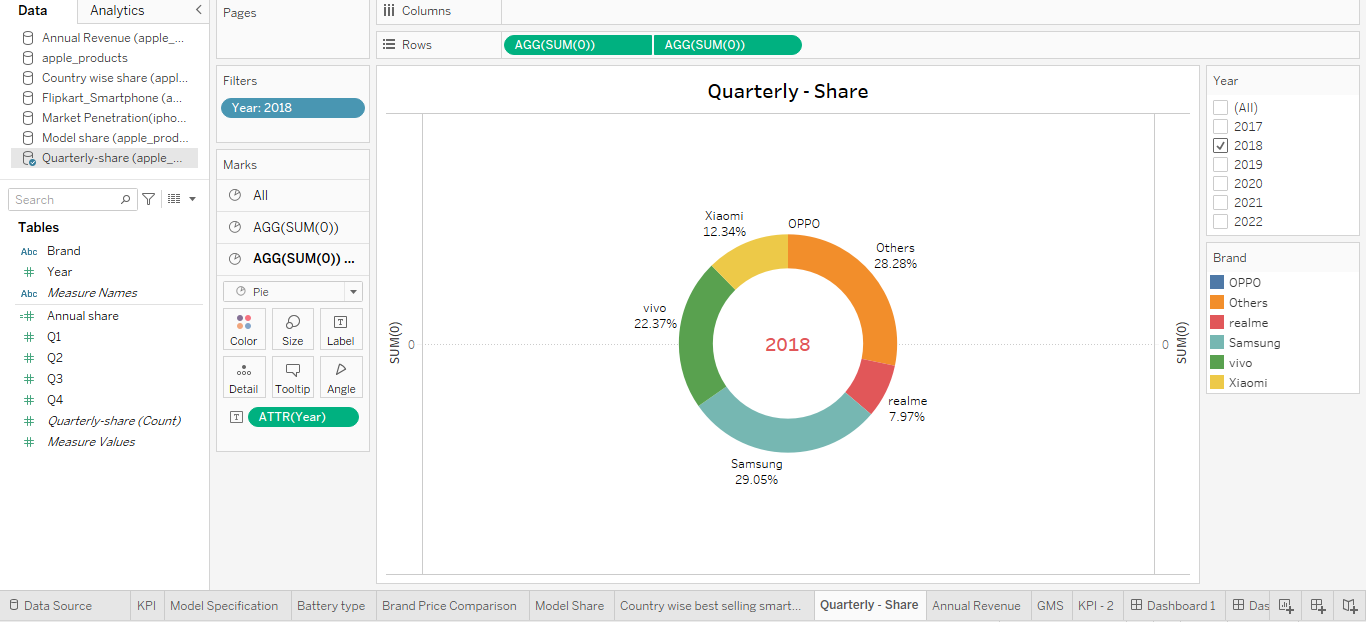 Data
Analytics
Annual Revenue (apple_...
apple_products
Country wise share (appl...
Flipkart_Smartphone (a...
Market Penetration(ipho...
Model share (apple_prod...
Quarterly-share (apple_...
Search
Tables
Abc Brand
Year
Abc Measure Names
Annual share
Q1
Q2
Q3
Q4
Quarterly-share (Count)
Measure Values
Pages
Filters
Year: 2018
Marks
All
AGG(SUM(0))
AGG(SUM(0)) ...
Pie
Color
Size
Label
Detail
Tooltip
Angle
ATTR(Year)
Columns
Rows
AGG(SUM(0))
AGG(SUM(0))
Quarterly - Share
Xiaomi
12.34%
OPPO
Others
28.28%
vivo
22.37%
2018
realme
7.97%
Samsung
29.05%
SUM(0)
0
0
SUM(0)
Year
(All)
2017
2018
2019
2020
2021
2022
Brand
OPPO
Others
realme
Samsung
vivo
Xiaomi
Data Source
KPI
Model Specification
Battery type
Brand Price Comparison
Model Share
Country wise best selling smart...
Quarterly - Share
Annual Revenue
GMS
KPI - 2
Dashboard 1
Das